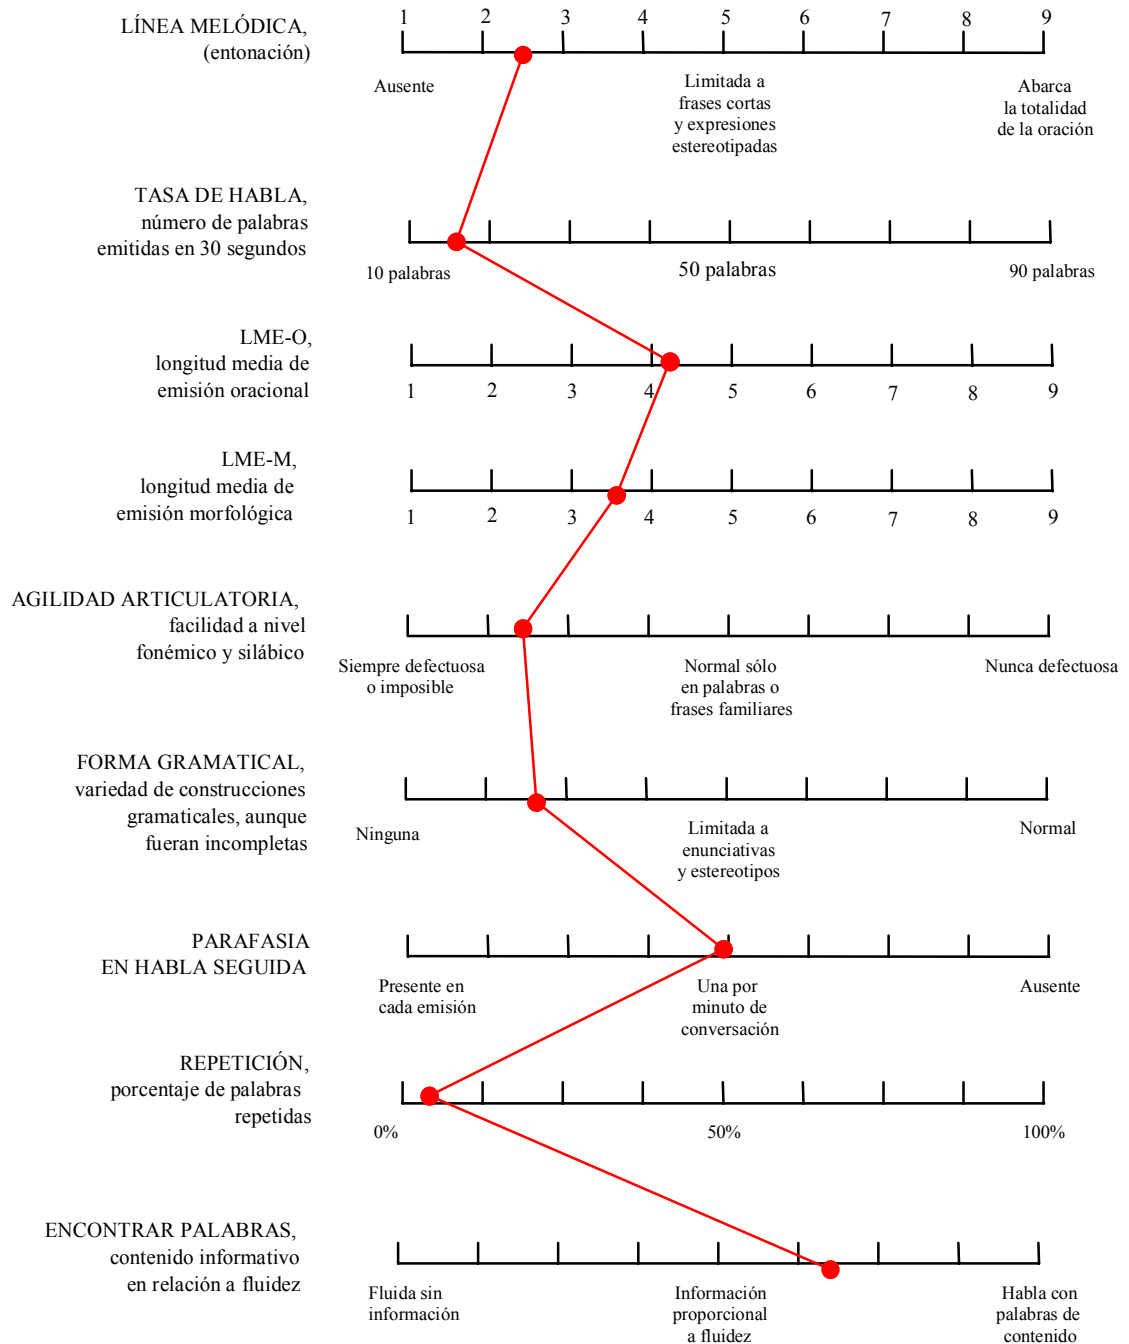 LÍNEA MELÓDICA,
(entonación)
1 2 3 4 5 6 7 8 9
Ausente
Limitada a
frases cortas
y expresiones
estereotipadas
Abarca
la totalidad
de la oración
TASA DE HABLA,
número de palabras
emitidas en 30 segundos
10 palabras
50 palabras
90 palabras
LME-O,
longitud media de
emisión oracional
1 2 3 4 5 6 7 8 9
LME-M,
longitud media de
emisión morfológica
1 2 3 4 5 6 7 8 9
AGILIDAD ARTICULATORIA,
facilidad a nivel
fonémico y silábico
Siempre defectuosa
o imposible
Normal sólo
en palabras o
frases familiares
Nunca defectuosa
FORMA GRAMATICAL,
variedad de construcciones
gramaticales, aunque
fueran incompletas
Ninguna
Limitada a
enunciativas
y estereotipos
Normal
PARAFASIA
EN HABLA SEGUIDA
Presente en
cada emisión
Una por
minuto de
conversación
Ausente
REPETICIÓN,
porcentaje de palabras
repetidas
0%
50%
100%
ENCONTRAR PALABRAS,
contenido informativo
en relación a fluidez
Fluida sin
información
Información
proporcional
a fluidez
Habla con
palabras de
contenido